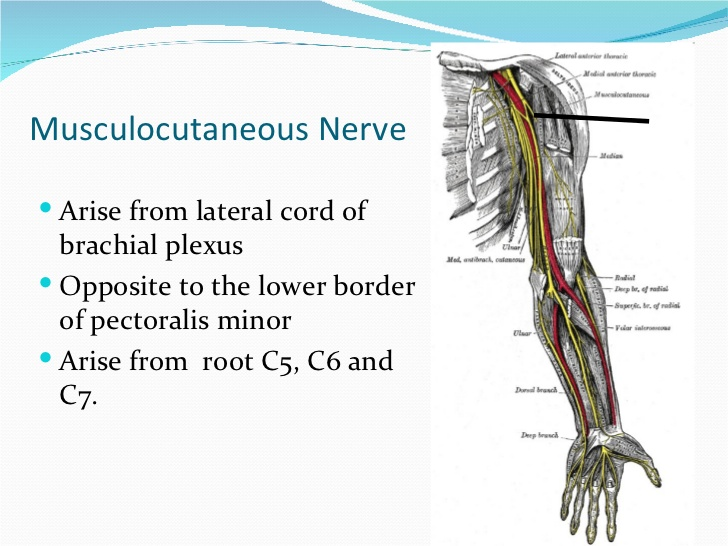 Musculocutaneous Nerve
Arise from lateral cord of
brachial plexus
Opposite to the lower border
of pectoralis minor
Arise from root C5, C6 and
C7.
Lateral anterior thoracic
Medial anterior thoracic
Musculocutaneous
Median
Ulnar
Med. antibrach. cutaneous
Radial
Deep br. of radial
Superfic. br. of radial
Volar interosseous
Ulnar
Dorsal branch
Deep branch